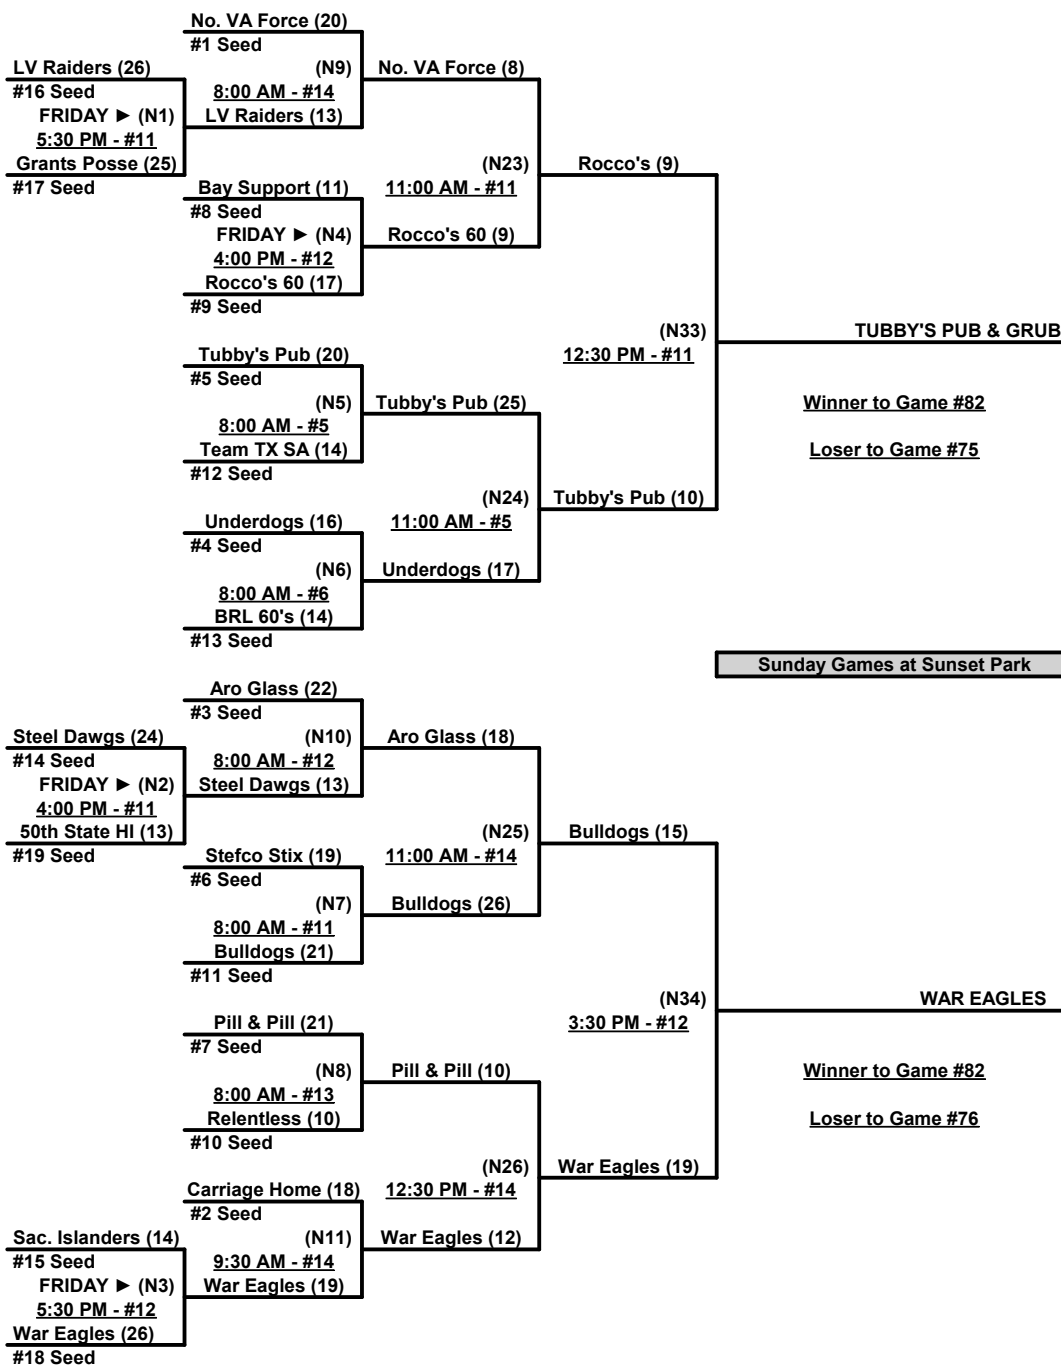 No. VA Force (20)
#1 Seed
LV Raiders (26)
(N9)
No. VA Force (8)
#16 Seed
8:00 AM - #14
FRIDAY ► (N1)
LV Raiders (13)
5:30 PM - #11
Grants Posse (25)
(N23)
Rocco's (9)
#17 Seed
Bay Support (11)
11:00 AM - #11
#8 Seed
FRIDAY ► (N4)
Rocco's 60 (9)
4:00 PM - #12
Rocco's 60 (17)
#9 Seed
(N33)
TUBBY'S PUB & GRUB
Tubby's Pub (20)
12:30 PM - #11
#5 Seed
(N5)
Tubby's Pub (25)
Winner to Game #82
8:00 AM - #5
Team TX SA (14)
Loser to Game #75
#12 Seed
(N24)
Tubby's Pub (10)
Underdogs (16)
11:00 AM - #5
#4 Seed
(N6)
Underdogs (17)
8:00 AM - #6
BRL 60's (14)
#13 Seed
Sunday Games at Sunset Park
Aro Glass (22)
#3 Seed
Steel Dawgs (24)
(N10)
Aro Glass (18)
#14 Seed
8:00 AM - #12
FRIDAY ► (N2)
Steel Dawgs (13)
4:00 PM - #11
50th State HI (13)
(N25)
Bulldogs (15)
#19 Seed
Stefco Stix (19)
11:00 AM - #14
#6 Seed
(N7)
Bulldogs (26)
8:00 AM - #11
Bulldogs (21)
#11 Seed
(N34)
WAR EAGLES
Pill & Pill (21)
3:30 PM - #12
#7 Seed
(N8)
Pill & Pill (10)
Winner to Game #82
8:00 AM - #13
Relentless (10)
Loser to Game #76
#10 Seed
(N26)
War Eagles (19)
Carriage Home (18)
12:30 PM - #14
#2 Seed
Sac. Islanders (14)
(N11)
War Eagles (12)
#15 Seed
9:30 AM - #14
FRIDAY ► (N3)
War Eagles (19)
5:30 PM - #12
War Eagles (26)
#18 Seed